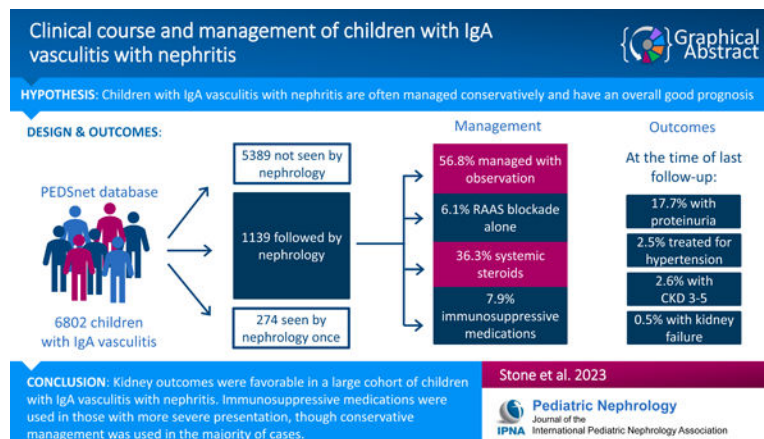 Clinical course and management of children with IgA
vasculitis with nephritis
{ Graphical
Abstract }
HYPOTHESIS: Children with IgA vasculitis with nephritis are often managed conservatively and have an overall good prognosis
DESIGN & OUTCOMES:
PEDSnet database
6802 children
with IgA vasculitis
5389 not seen by
nephrology
1139 followed by
nephrology
274 seen by
nephrology once
Management
56.8% managed with
observation
6.1% RAAS blockade
alone
36.3% systemic
steroids
7.9%
immunosuppressive
medications
Outcomes
At the time of last
follow-up:
17.7% with
proteinuria
2.5% treated for
hypertension
2.6% with
CKD 3-5
0.5% with kidney
failure
CONCLUSION: Kidney outcomes were favorable in a large cohort of children
with IgA vasculitis with nephritis. Immunosuppressive medications were
used in those with more severe presentation, though conservative
management was used in the majority of cases.
Stone et al. 2023
IPNA
Pediatric Nephrology
Journal of the
International Pediatric Nephrology Association